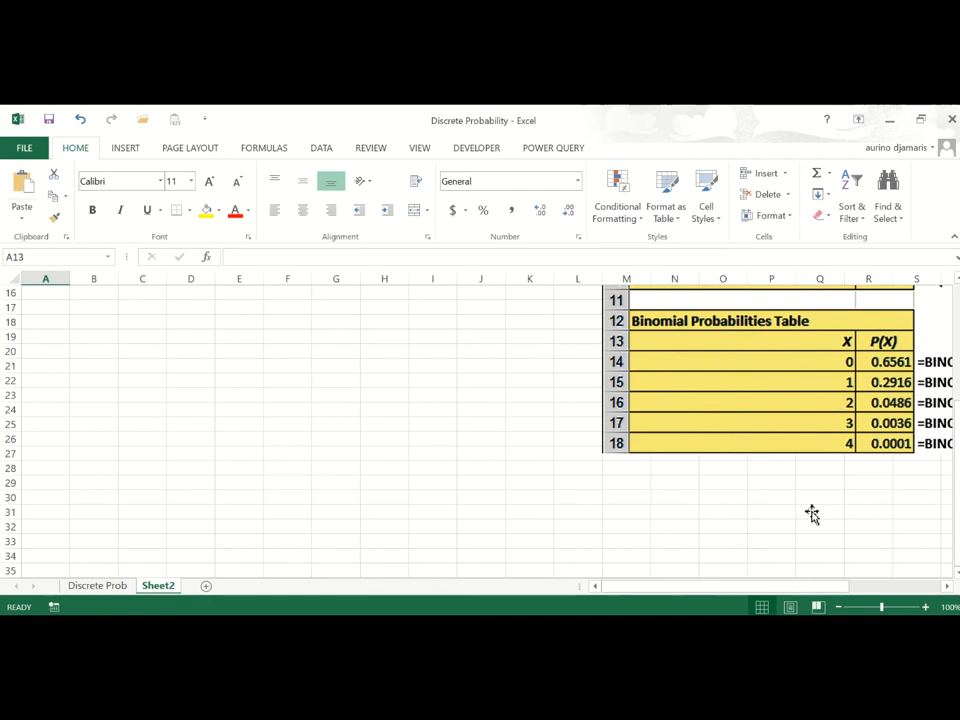 Discrete Probability - Excel
FILE HOME INSERT PAGE LAYOUT FORMULAS DATA REVIEW VIEW DEVELOPER POWER QUERY aurino djamaris
Calibri 11 General
Paste
B I U A $ % ,
Conditional Formatting Format as Table Cell Styles
Insert
Delete
Format
Sort & Filter Find & Select
Clipboard Font Alignment Number Styles Cells Editing
A13 fx
A B C D E F G H I J K L M N O P Q R S
16
17
18
19
20
21
22
23
24
25
26
27
28
29
30
31
32
33
34
35
11
12 Binomial Probabilities Table
13 X P(X)
14 0 0.6561 =BINO
15 1 0.2916 =BINO
16 2 0.0486 =BINO
17 3 0.0036 =BINO
18 4 0.0001 =BINO
Discrete Prob Sheet2
READY 100%